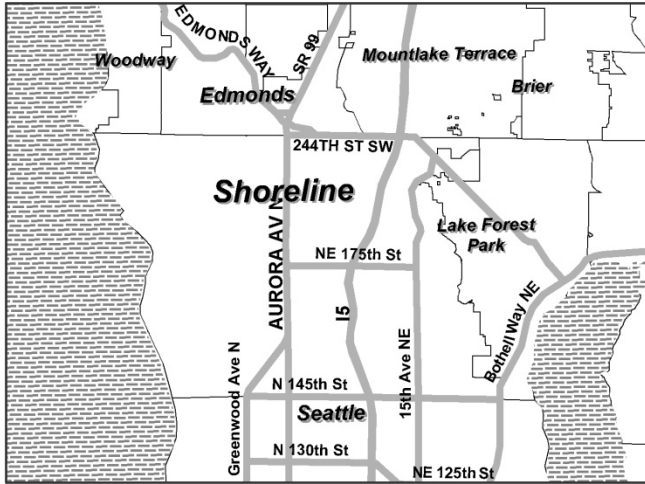 EDMONDS WAY
SR 99
Mountlake Terrace
Woodway
Brier
Edmonds
244TH ST SW
Shoreline
Lake Forest
Park
AURORA AV N
NE 175th St
I5
Bothell Way NE
15th Ave NE
Greenwood Ave N
N 145th St
Seattle
N 130th St
NE 125th St